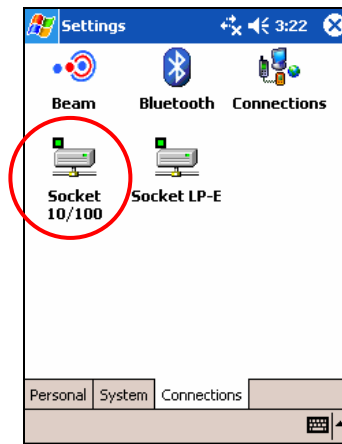 Settings 3:22
Beam Bluetooth Connections
Socket Socket LP-E
10/100
Personal System Connections